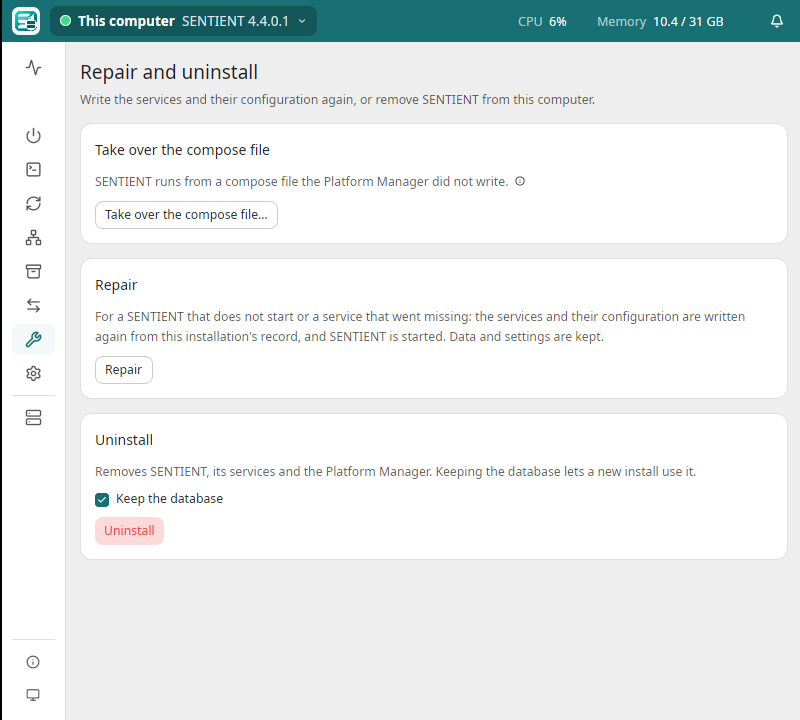 This computer SENTIENT 4.4.0.1
CPU 6% Memory 10.4 / 31 GB
Repair and uninstall
Write the services and their configuration again, or remove SENTIENT from this computer.
Take over the compose file
SENTIENT runs from a compose file the Platform Manager did not write.
Take over the compose file...
Repair
For a SENTIENT that does not start or a service that went missing: the services and their configuration are written
again from this installation's record, and SENTIENT is started. Data and settings are kept.
Repair
Uninstall
Removes SENTIENT, its services and the Platform Manager. Keeping the database lets a new install use it.
Keep the database
Uninstall